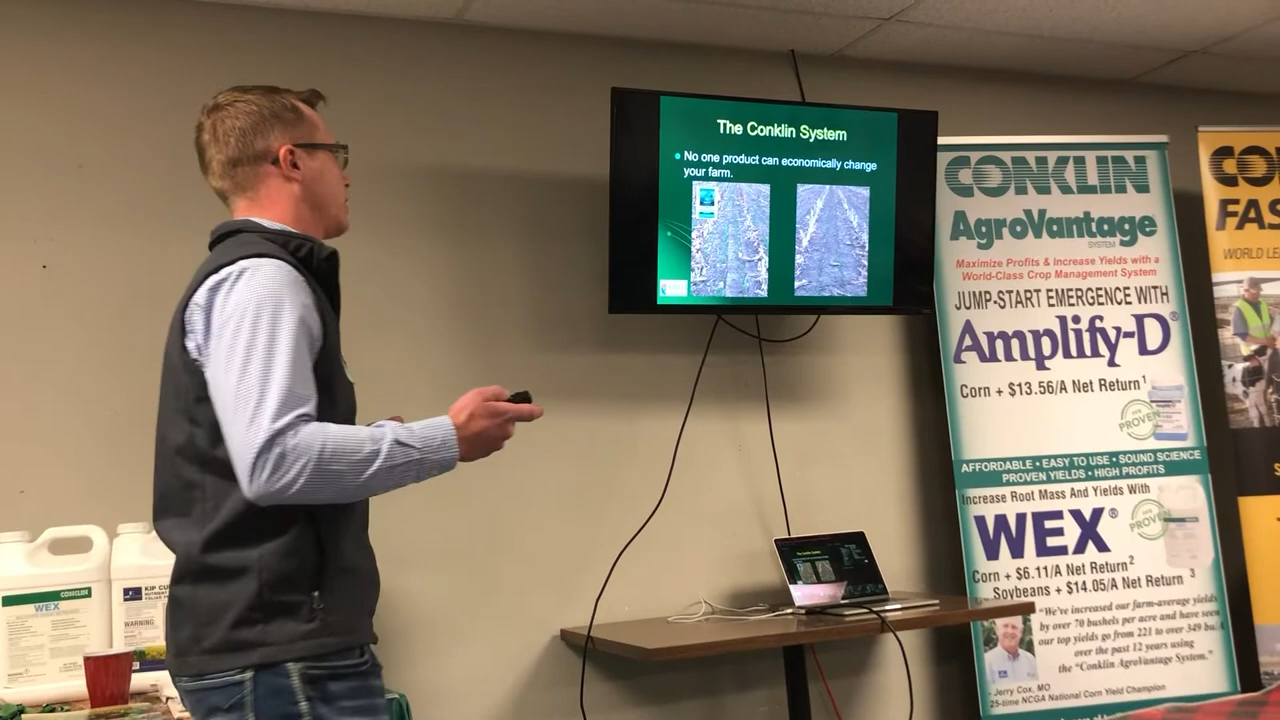 The Conklin System
No one product can economically change
your farm.
CONKLIN
AgroVantage
SYSTEM
Maximize Profits & Increase Yields with a
World-Class Crop Management System
JUMP-START EMERGENCE WITH
Amplify-D®
Corn + $13.56/A Net Return1
PROVEN
Amplify-D
AFFORDABLE • EASY TO USE • SOUND SCIENCE
PROVEN YIELDS • HIGH PROFITS
Increase Root Mass And Yields With
WEX®
PROVEN
Corn + $6.11/A Net Return2
Soybeans + $14.05/A Net Return 3
"We've increased our farm-average yields
by over 70 bushels per acre and have seen
our top yields go from 221 to over 349 bu.
over the past 12 years using
the "Conklin AgroVantage System."
- Jerry Cox, MO
25-time NCGA National Corn Yield Champion
FAS
CONKLIN
WEX
WARNING